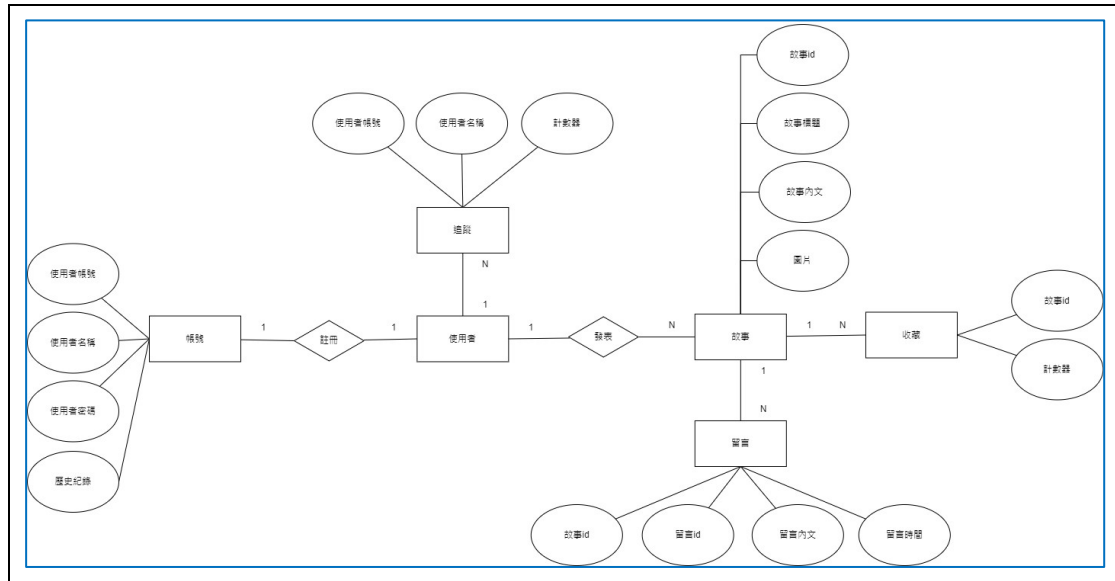 故事id
故事標題
故事內文
圖片
使用者帳號
使用者名稱
計數器
追蹤
N
1
使用者帳號
使用者名稱
使用者密碼
歷史紀錄
帳號
1
註冊
1
使用者
1
發表
N
故事
1
N
收藏
故事id
計數器
1
N
留言
故事id
留言id
留言內文
留言時間